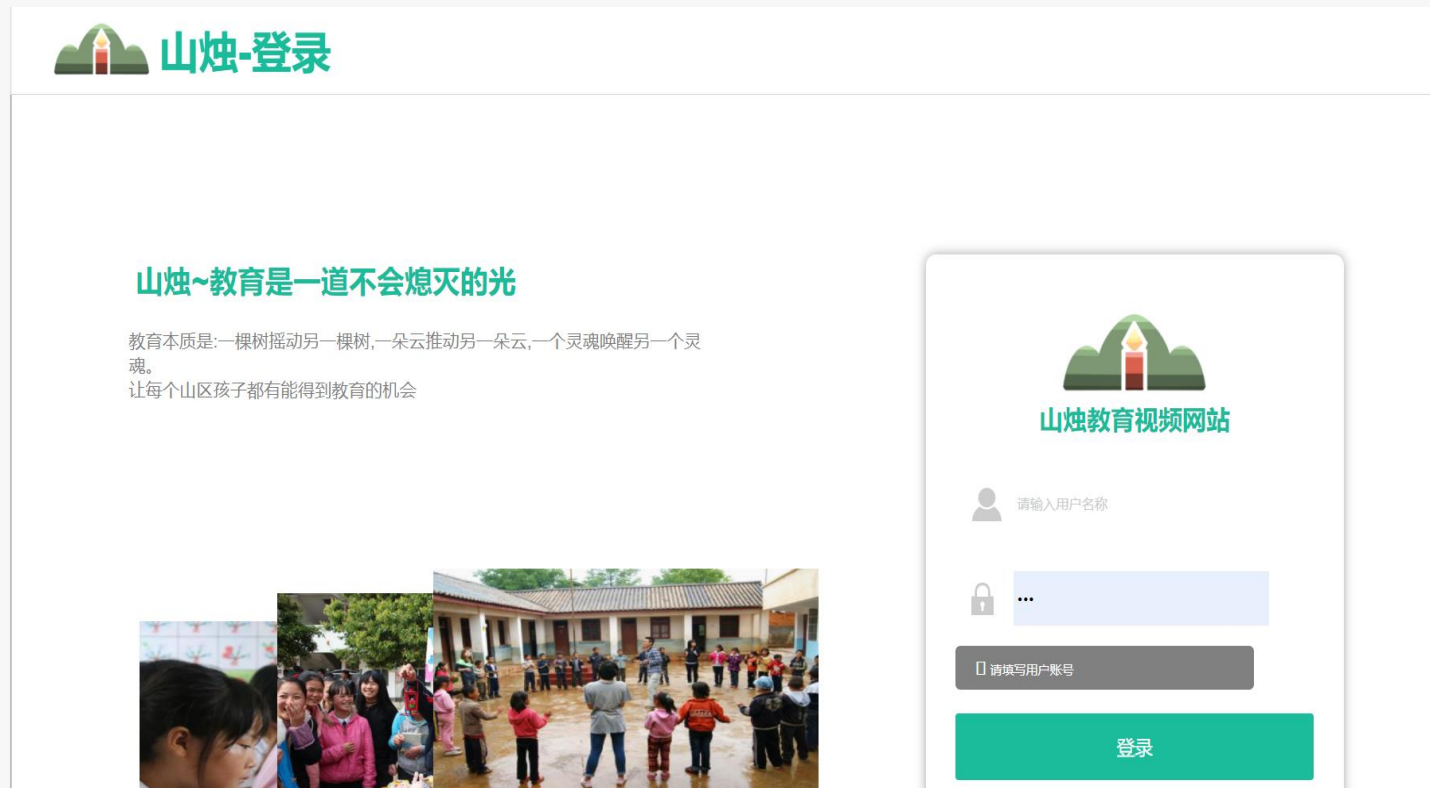 山烛-登录
山烛~教育是一道不会熄灭的光
教育本质是:一棵树摇动另一棵树,一朵云推动另一朵云,一个灵魂唤醒另一个灵
魂。
让每个山区孩子都有能得到教育的机会
山烛教育视频网站
请输入用户名称
•••
请填写用户账号
登录